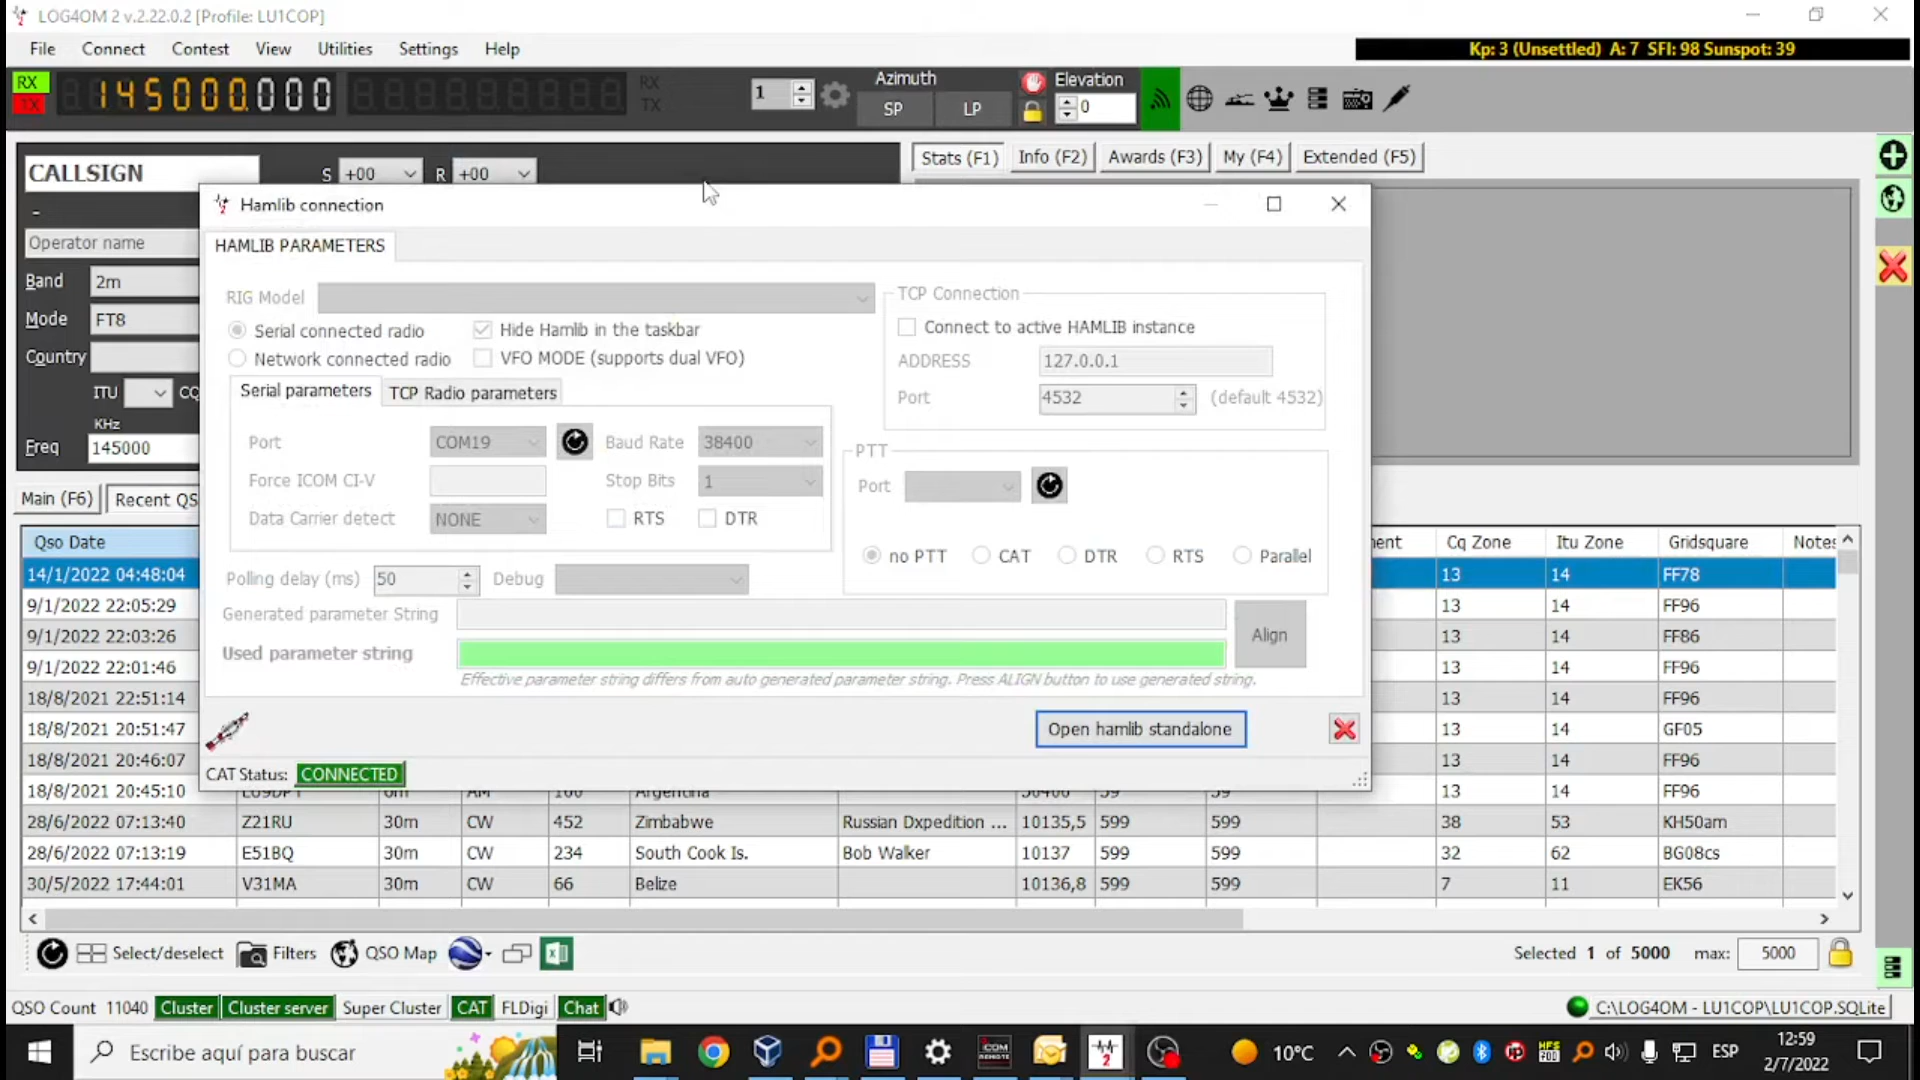 LOG4OM 2 v.2.22.0.2 [Profile: LU1COP]
File Connect Contest View Utilities Settings Help
Kp: 3 (Unsettled) A: 7 SFI: 98 Sunspot: 39
RX 145000.000 RX 1 Azimuth Elevation
TX TX SP LP 0
CALLSIGN S +00 R +00 Stats (F1) Info (F2) Awards (F3) My (F4) Extended (F5)
-
Operator name
Band 2m
Mode FT8
Country
ITU CQ
KHz
Freq 145000
Hamlib connection
HAMLIB PARAMETERS
RIG Model
Serial connected radio Hide Hamlib in the taskbar
Network connected radio VFO MODE (supports dual VFO)
Serial parameters TCP Radio parameters
Port COM19 Baud Rate 38400
Force ICOM CI-V Stop Bits 1
Data Carrier detect NONE RTS DTR
TCP Connection
Connect to active HAMLIB instance
ADDRESS 127.0.0.1
Port 4532 (default 4532)
PTT
Port
no PTT CAT DTR RTS Parallel
Polling delay (ms) 50 Debug
Generated parameter String
Used parameter string
Align
Effective parameter string differs from auto generated parameter string. Press ALIGN button to use generated string.
Open hamlib standalone
CAT Status: CONNECTED
Main (F6) Recent QS
Qso Date ent Cq Zone Itu Zone Gridsquare Notes
14/1/2022 04:48:04 13 14 FF78
9/1/2022 22:05:29 13 14 FF96
9/1/2022 22:03:26 13 14 FF86
9/1/2022 22:01:46 13 14 FF96
18/8/2021 22:51:14 13 14 FF96
18/8/2021 20:51:47 13 14 GF05
18/8/2021 20:46:07 13 14 FF96
18/8/2021 20:45:10 13 14 FF96
28/6/2022 07:13:40 Z21RU 30m CW 452 Zimbabwe Russian Dxpedition ... 10135,5 599 599 38 53 KH50am
28/6/2022 07:13:19 E51BQ 30m CW 234 South Cook Is. Bob Walker 10137 599 599 32 62 BG08cs
30/5/2022 17:44:01 V31MA 30m CW 66 Belize 10136,8 599 599 7 11 EK56
Select/deselect Filters QSO Map Selected 1 of 5000 max: 5000
QSO Count 11040 Cluster Cluster server Super Cluster CAT FLDigi Chat C:\LOG4OM - LU1COP\LU1COP.SQLite
Escribe aquí para buscar 10°C ESP 12:59
2/7/2022